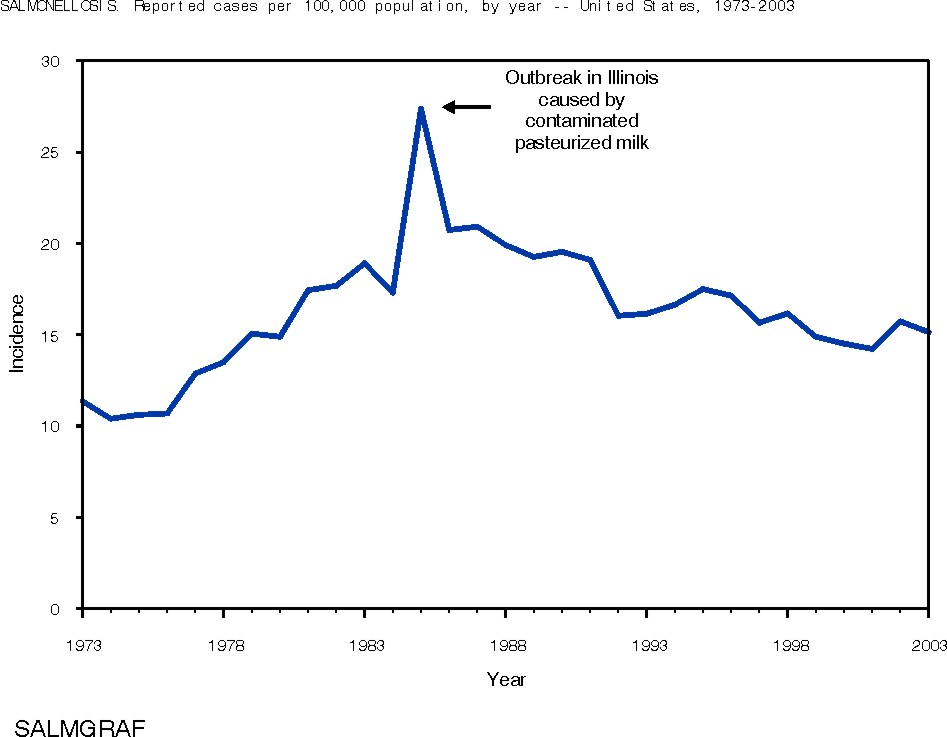 SALMONELLOSIS. Reported cases per 100,000 population, by year -- United States, 1973-2003
30
25
20
15
10
5
0
Incidence
Outbreak in Illinois
caused by
contaminated
pasteurized milk
1973 1978 1983 1988 1993 1998 2003
Year
SALMGRAF